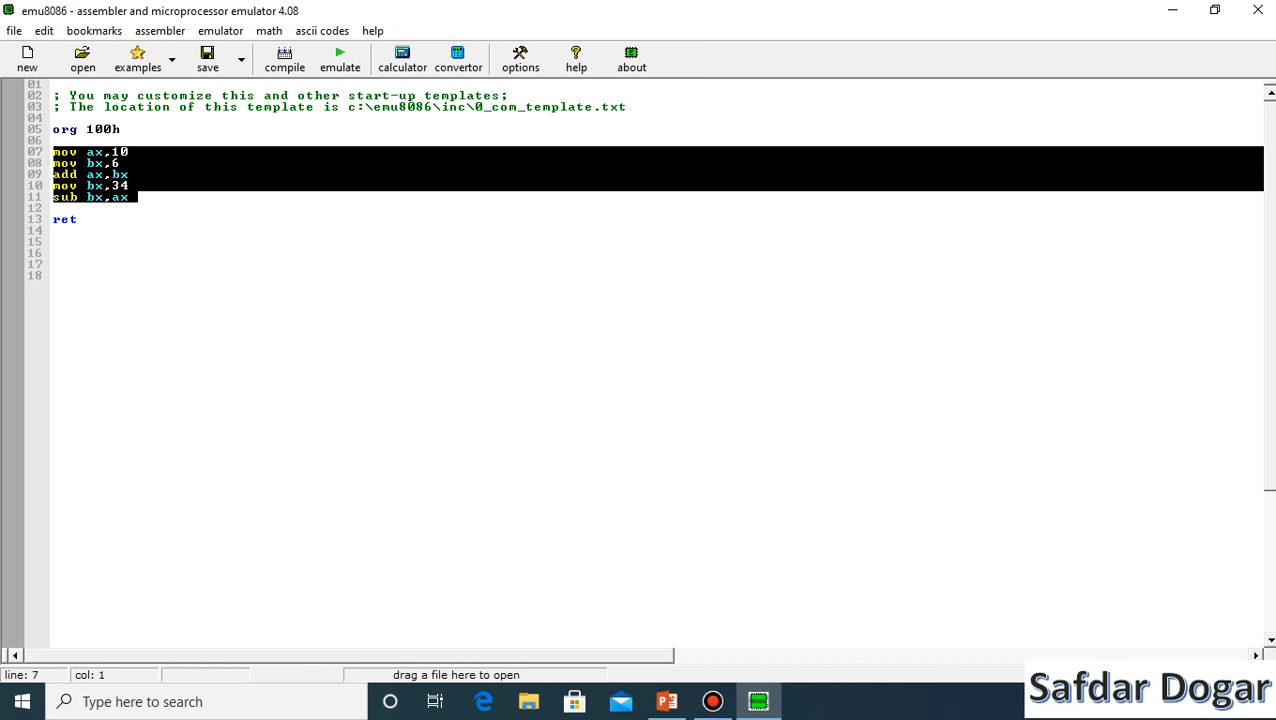 emu8086 - assembler and microprocessor emulator 4.08
file edit bookmarks assembler emulator math ascii codes help
new open examples save compile emulate calculator convertor options help about
01
02 ; You may customize this and other start-up templates;
03 ; The location of this template is c:\emu8086\inc\0_com_template.txt
04
05 org 100h
06
07 mov ax,10
08 mov bx,6
09 add ax,bx
10 mov bx,34
11 sub bx,ax
12
13 ret
14
15
16
17
18
line: 7 col: 1 drag a file here to open
Type here to search
Safdar Dogar